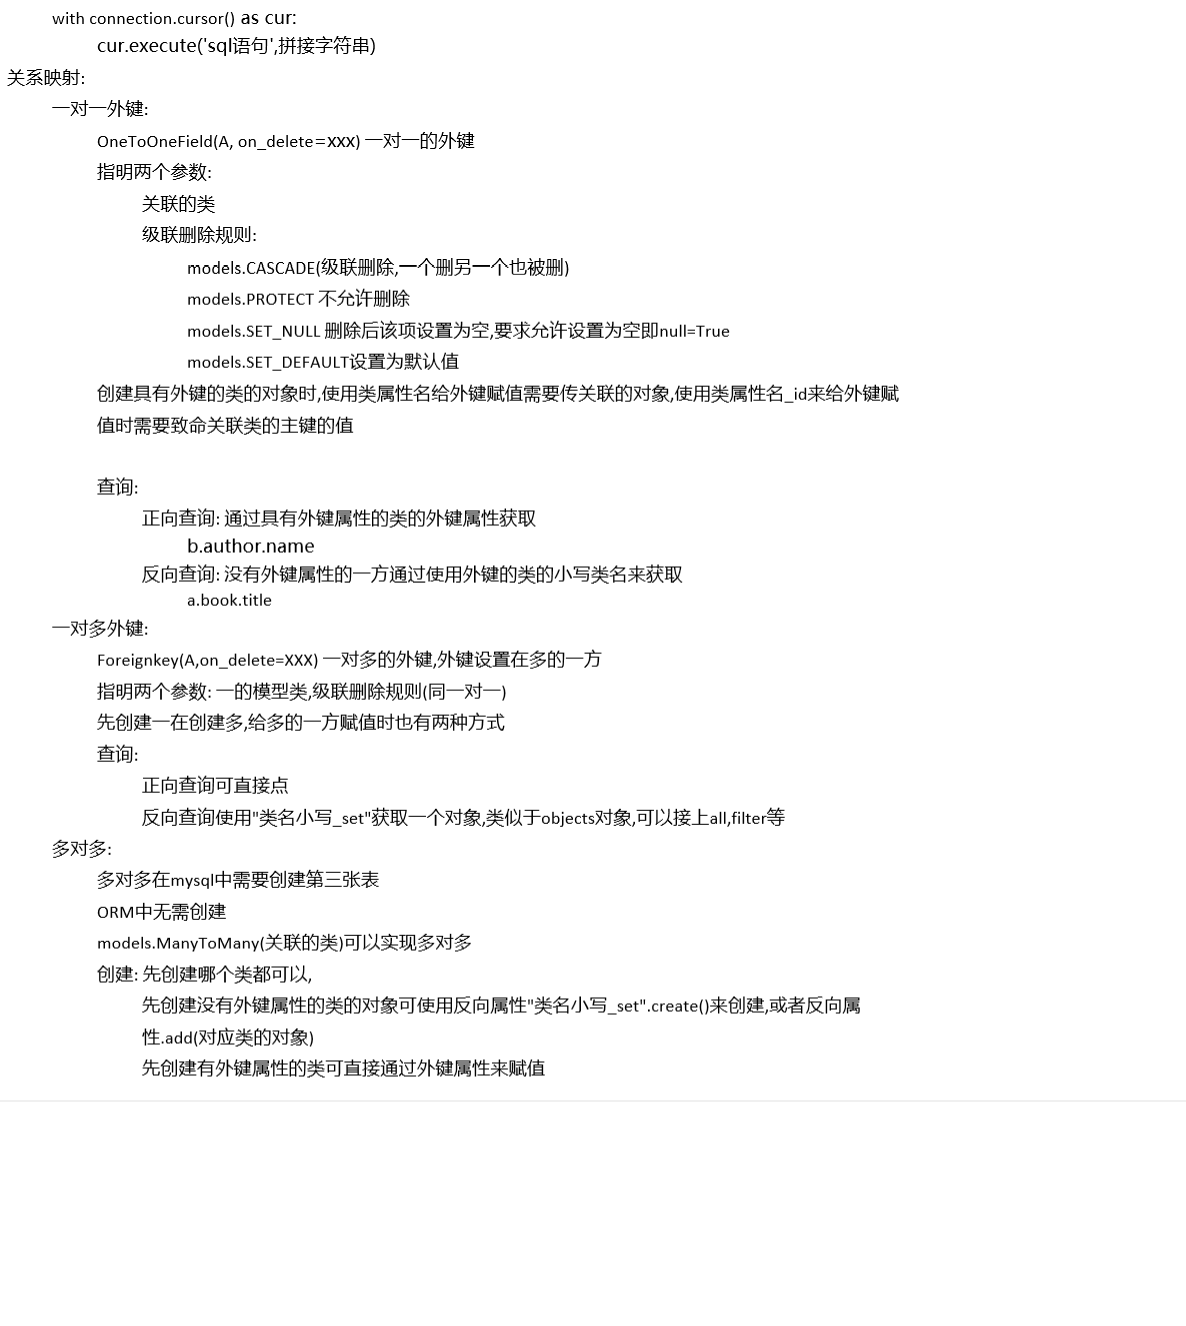 with connection.cursor() as cur:
cur.execute('sql语句',拼接字符串)
关系映射:
一对一外键:
OneToOneField(A, on_delete=XXX) 一对一的外键
指明两个参数:
关联的类
级联删除规则:
models.CASCADE(级联删除,一个删另一个也被删)
models.PROTECT 不允许删除
models.SET_NULL 删除后该项设置为空,要求允许设置为空即null=True
models.SET_DEFAULT设置为默认值
创建具有外键的类的对象时,使用类属性名给外键赋值需要传关联的对象,使用类属性名_id来给外键赋
值时需要致命关联类的主键的值
查询:
正向查询: 通过具有外键属性的类的外键属性获取
b.author.name
反向查询: 没有外键属性的一方通过使用外键的类的小写类名来获取
a.book.title
一对多外键:
Foreignkey(A,on_delete=XXX) 一对多的外键,外键设置在多的一方
指明两个参数: 一的模型类,级联删除规则(同一对一)
先创建一在创建多,给多的一方赋值时也有两种方式
查询:
正向查询可直接点
反向查询使用"类名小写_set"获取一个对象,类似于objects对象,可以接上all,filter等
多对多:
多对多在mysql中需要创建第三张表
ORM中无需创建
models.ManyToMany(关联的类)可以实现多对多
创建: 先创建哪个类都可以,
先创建没有外键属性的类的对象可使用反向属性"类名小写_set".create()来创建,或者反向属
性.add(对应类的对象)
先创建有外键属性的类可直接通过外键属性来赋值